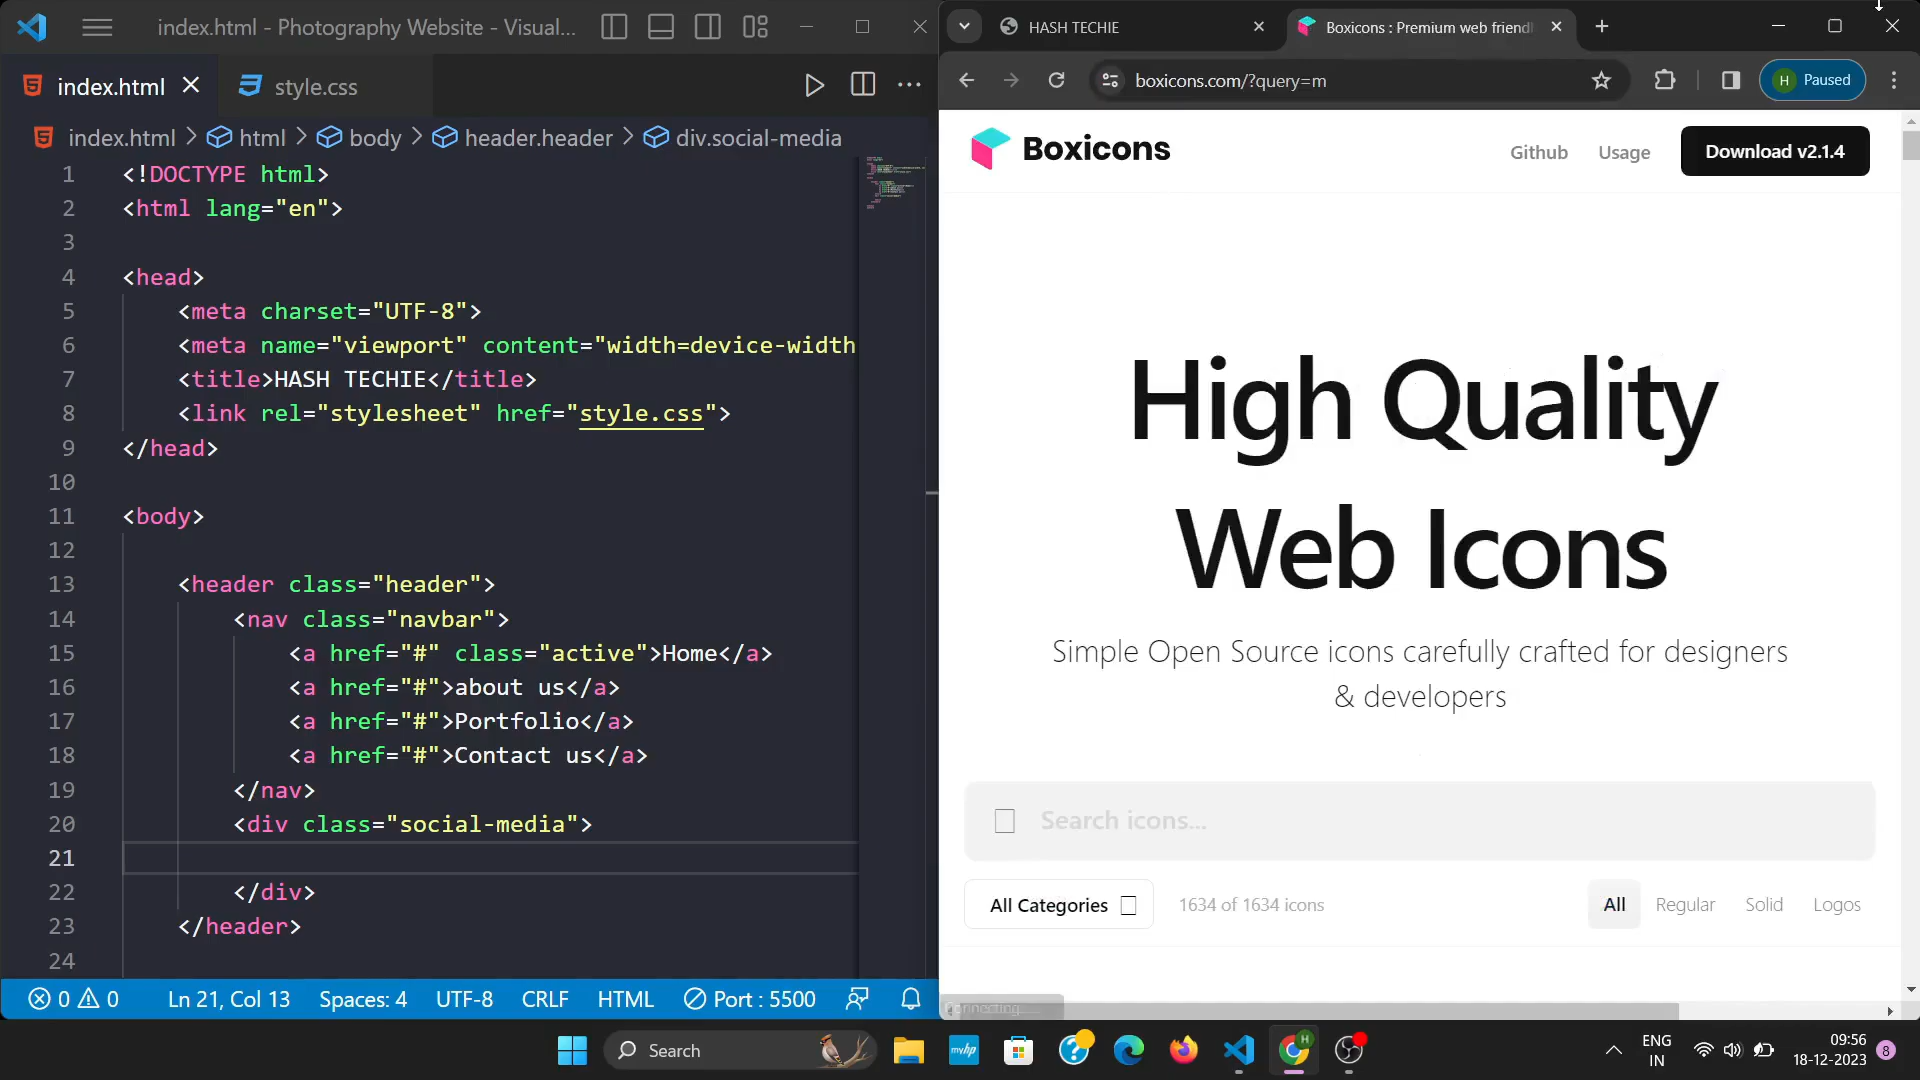 index.html - Photography Website - Visual...
index.html
style.css
index.html > html > body > header.header > div.social-media
1 <!DOCTYPE html>
2 <html lang="en">
3
4 <head>
5 <meta charset="UTF-8">
6 <meta name="viewport" content="width=device-width
7 <title>HASH TECHIE</title>
8 <link rel="stylesheet" href="style.css">
9 </head>
10
11 <body>
12
13 <header class="header">
14 <nav class="navbar">
15 <a href="#" class="active">Home</a>
16 <a href="#">about us</a>
17 <a href="#">Portfolio</a>
18 <a href="#">Contact us</a>
19 </nav>
20 <div class="social-media">
21
22 </div>
23 </header>
24
0 0 Ln 21, Col 13 Spaces: 4 UTF-8 CRLF HTML Port : 5500
HASH TECHIE
Boxicons : Premium web friendl
boxicons.com/?query=m
H Paused
Boxicons
Github
Usage
Download v2.1.4
High Quality
Web Icons
Simple Open Source icons carefully crafted for designers
& developers
Search icons...
All Categories
1634 of 1634 icons
All Regular Solid Logos
Connecting...
Search
myhp
H
ENG
IN
09:56
18-12-2023
8